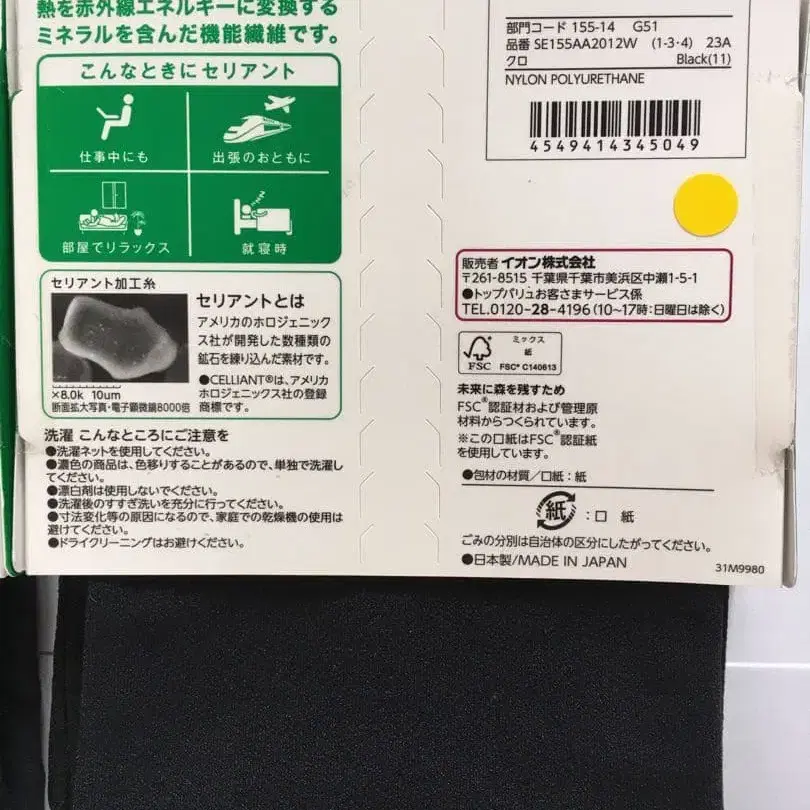 熱を赤外線エネルギーに変換する
ミネラルを含んだ機能繊維です。
こんなときにセリアント
仕事中にも
出張のおともに
部屋でリラックス
就寝時
セリアント加工糸
×8.0k 10um
断面拡大写真・電子顕微鏡8000倍
セリアントとは
アメリカのホロジェニック
ス社が開発した数種類の
鉱石を練り込んだ素材です。
●CELLIANT®は、アメリカ
ホロジェニックス社の登録
商標です。
洗濯 こんなところにご注意を
●洗濯ネットを使用してください。
●濃色の商品は、色移りすることがあるので、単独で洗濯し
てください。
●漂白剤は使用しないでください。
●洗濯後のすすぎ洗いを充分に行ってください。
●寸法変化等の原因になるので、家庭での乾燥機の使用は
避けてください。
●ドライクリーニングはお避けください。
部門コード 155-14 G51
品番 SE155AA2012W (1-3-4) 23A
クロ Black(11)
NYLON POLYURETHANE
4549414345049
販売者 イオン株式会社
〒261-8515 千葉県千葉市美浜区中瀬1-5-1
●トップバリュお客さまサービス係
TEL.0120-28-4196(10~17時:日曜日は除く)
FSC
ミックス
紙
FSC® C140613
未来に森を残すため
FSC®認証材および管理原
材料からつくられています。
※この口紙はFSC®認証紙
を使用しています。
●包材の材質/口紙:紙
紙 :口 紙
ごみの分別は自治体の区分にしたがってください。
●日本製/MADE IN JAPAN
31M9980